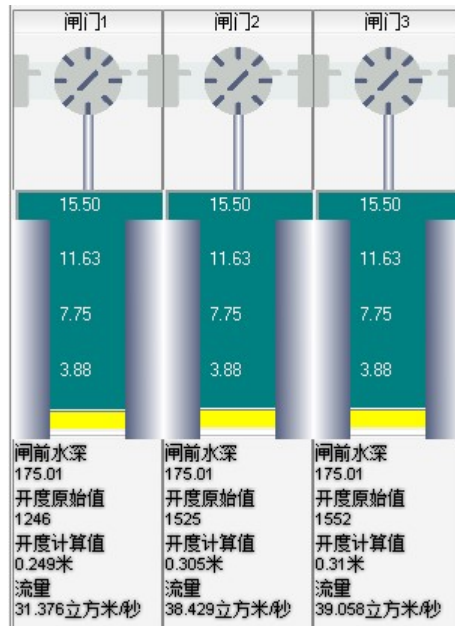 闸门1
15.50
11.63
7.75
3.88
闸前水深
175.01
开度原始值
1246
开度计算值
0.249米
流量
31.376立方米/秒
闸门2
15.50
11.63
7.75
3.88
闸前水深
175.01
开度原始值
1525
开度计算值
0.305米
流量
38.429立方米/秒
闸门3
15.50
11.63
7.75
3.88
闸前水深
175.01
开度原始值
1552
开度计算值
0.31米
流量
39.058立方米/秒